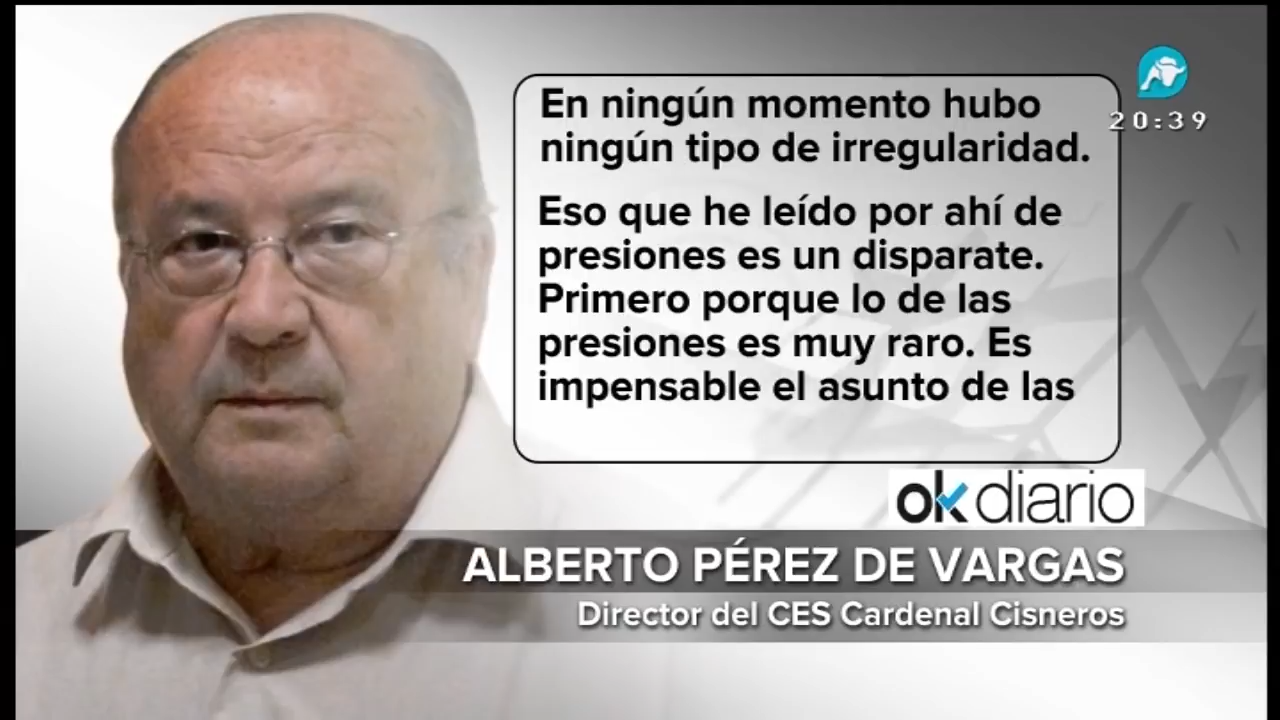 En ningún momento hubo
ningún tipo de irregularidad.
Eso que he leído por ahí de
presiones es un disparate.
Primero porque lo de las
presiones es muy raro. Es
impensable el asunto de las
20:39
okdiario
ALBERTO PÉREZ DE VARGAS
Director del CES Cardenal Cisneros